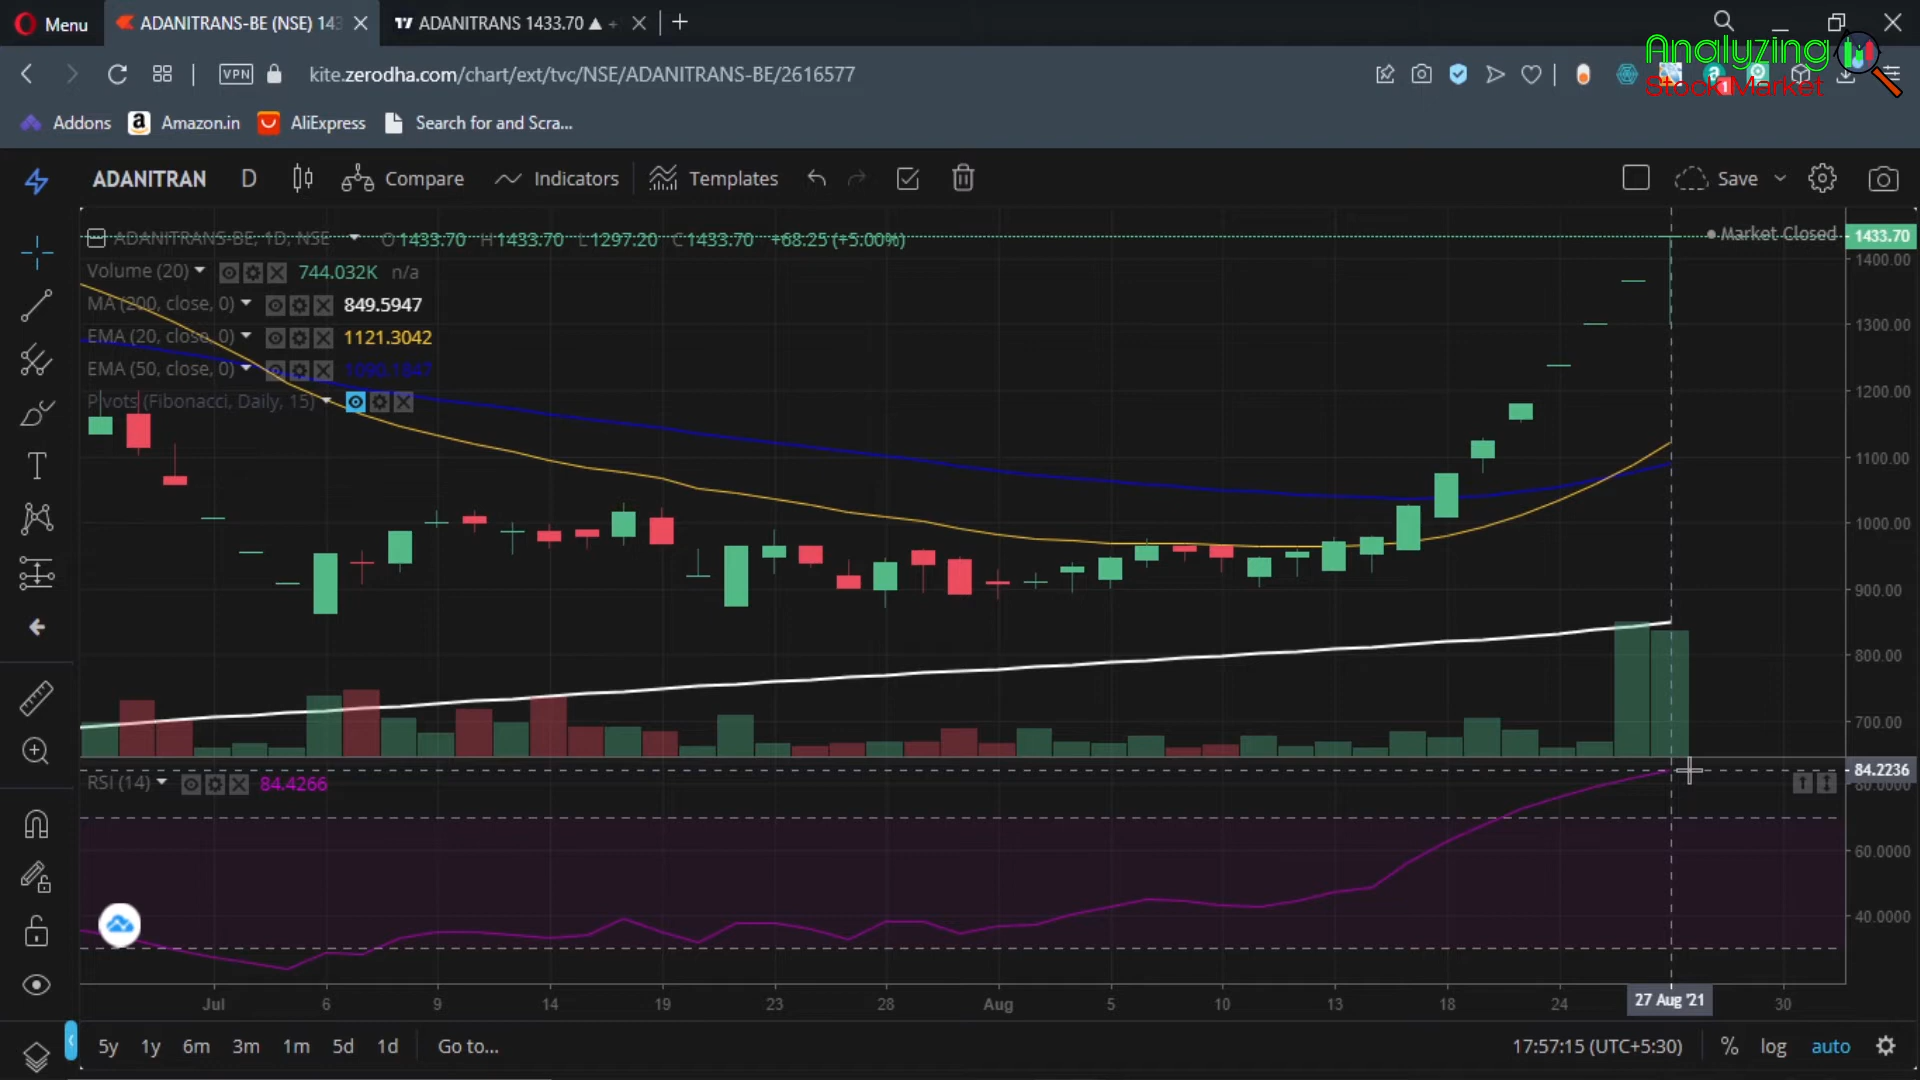 Menu
ADANITRANS-BE (NSE) 143
ADANITRANS 1433.70 ▲ +
Analyzing
Stock Market
VPN
kite.zerodha.com/chart/ext/tvc/NSE/ADANITRANS-BE/2616577
1
Addons
Amazon.in
AliExpress
Search for and Scra...
ADANITRAN
D
Compare
Indicators
Templates
Save
ADANITRANS-BE, 1D, NSE
O1433.70 H1433.70 L1297.20 C1433.70 +68.25 (+5.00%)
Market Closed
1433.70
Volume (20)
744.032K n/a
MA (200, close, 0)
849.5947
EMA (20, close, 0)
1121.3042
EMA (50, close, 0)
Pivots (Fibonacci, Daily, 15)
1400.00
1300.00
1200.00
1100.00
1000.00
900.00
800.00
700.00
RSI (14)
84.4266
84.2236
80.0000
60.0000
40.0000
Jul
6
9
14
19
23
28
Aug
5
10
13
18
24
27 Aug '21
30
5y
1y
6m
3m
1m
5d
1d
Go to...
17:57:15 (UTC+5:30)
%
log
auto